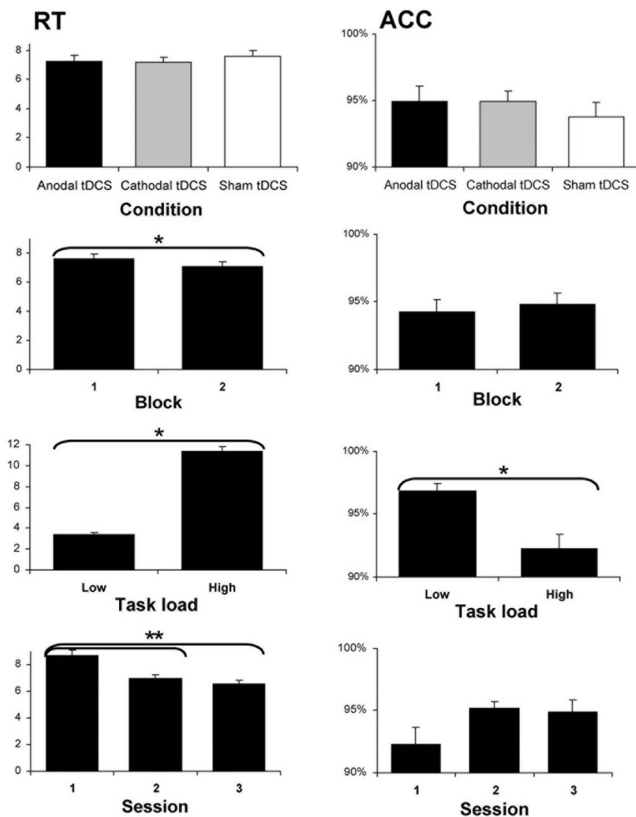 RT
8
6
4
2
0
Anodal tDCS Cathodal tDCS Sham tDCS
Condition
ACC
100%
95%
90%
Anodal tDCS Cathodal tDCS Sham tDCS
Condition
*
8
6
4
2
0
1 2
Block
100%
95%
90%
1 2
Block
*
12
10
8
6
4
2
0
Low High
Task load
100%
*
95%
90%
Low High
Task load
**
8
6
4
2
0
1 2 3
Session
100%
95%
90%
1 2 3
Session